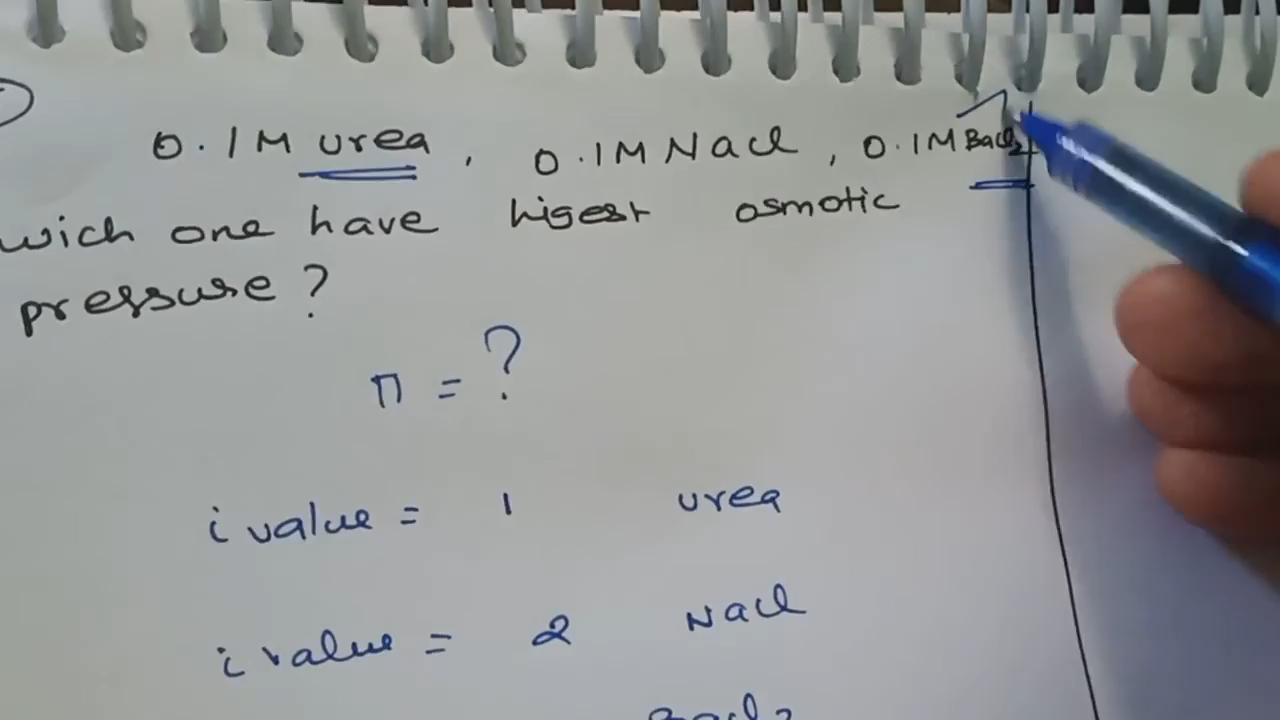 0.1M urea, 0.1M Nacl, 0.1M Bacl2
wich one have higest osmotic
pressure?
π = ?
i value = 1 urea
i value = 2 Nacl
Bacl2